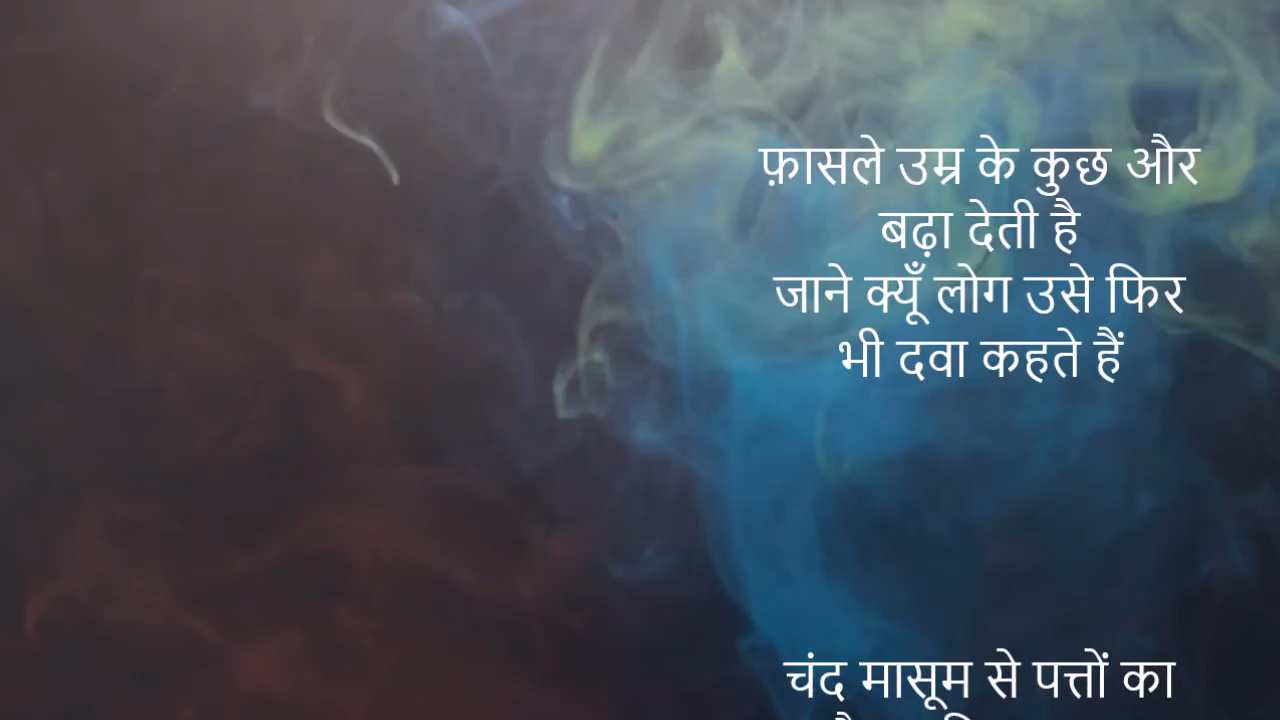 फ़ासले उम्र के कुछ और
बढ़ा देती है
जाने क्यूँ लोग उसे फिर
भी दवा कहते हैं
चंद मासूम से पत्तों का